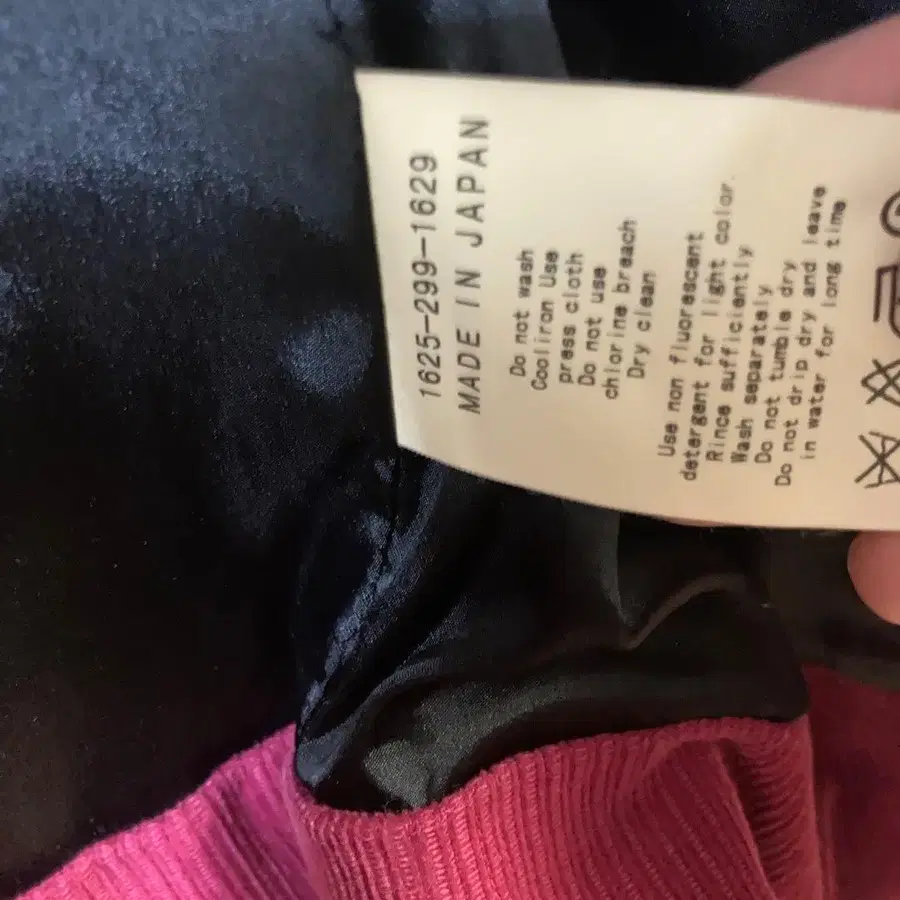 1625-299-1629
MADE IN JAPAN
Do not wash
Cooliron Use
press cloth
Do not use
chlorine breach
Dry clean
Use non fluorescent
detergent for light color.
Rince sufficiently
Wash separately
Do not tumble dry
Do not drip dry and leave
in water for long time